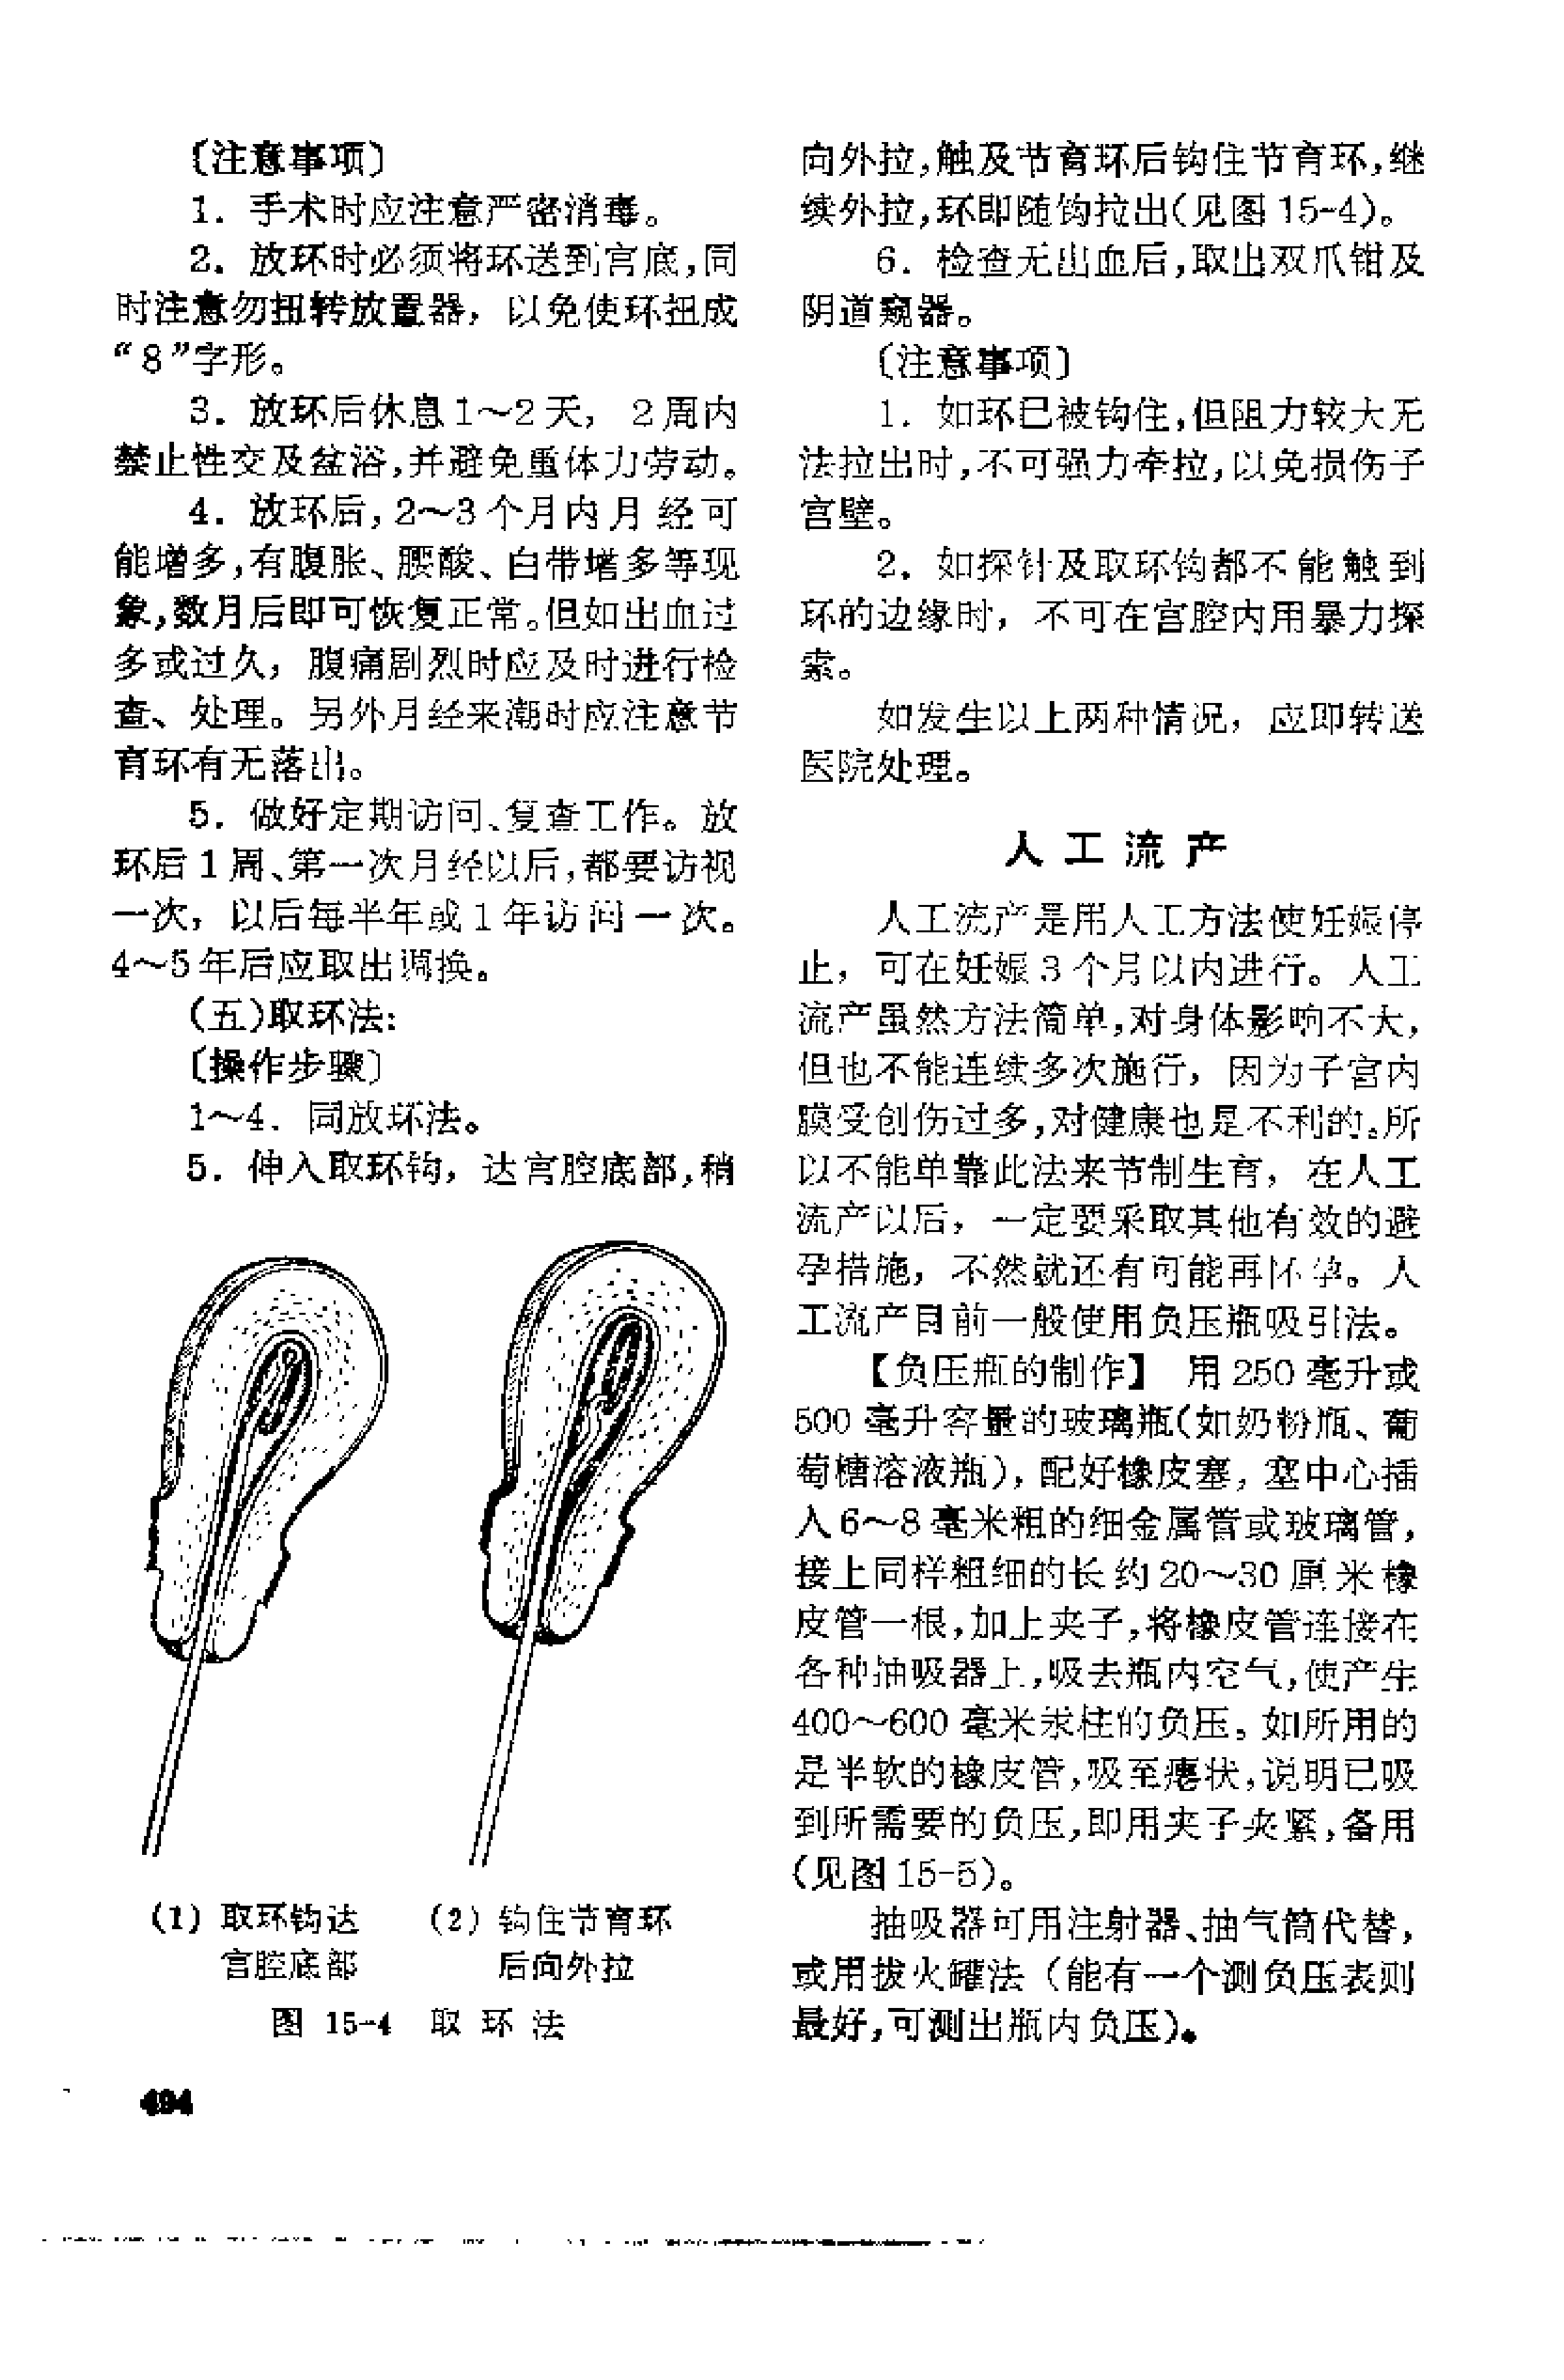 〔注意事项〕
1. 手术时应注意严密消毒。
2. 放环时必须将环送到宫底,同
时注意勿扭转放置器，以免使环扭成
“8”字形。
3. 放环后休息1～2天，2周内
禁止性交及盆浴,并避免重体力劳动。
4. 放环后,2～3个月内月经可
能增多,有腹胀、腰酸、白带增多等现
象,数月后即可恢复正常。但如出血过
多或过久，腹痛剧烈时应及时进行检
查、处理。另外月经来潮时应注意节
育环有无落出。
5. 做好定期访问、复查工作。放
环后1周、第一次月经以后,都要访视
一次，以后每半年或1年访问一次。
4～5年后应取出调换。
(五)取环法:
〔操作步骤〕
1～4. 同放环法。
5. 伸入取环钩，达宫腔底部,稍
(1) 取环钩达
宫腔底部
(2) 钩住节育环
后向外拉
图 15-4 取环法
494
向外拉,触及节育环后钩住节育环,继
续外拉,环即随钩拉出(见图15-4)。
6. 检查无出血后,取出双爪钳及
阴道窥器。
〔注意事项〕
1. 如环已被钩住,但阻力较大无
法拉出时,不可强力牵拉,以免损伤子
宫壁。
2. 如探针及取环钩都不能触到
环的边缘时，不可在宫腔内用暴力探
索。
如发生以上两种情况，应即转送
医院处理。
人工流产
人工流产是用人工方法使妊娠停
止，可在妊娠3个月以内进行。人工
流产虽然方法简单,对身体影响不大,
但也不能连续多次施行，因为子宫内
膜受创伤过多,对健康也是不利的。所
以不能单靠此法来节制生育，在人工
流产以后，一定要采取其他有效的避
孕措施，不然就还有可能再怀孕。人
工流产目前一般使用负压瓶吸引法。
【负压瓶的制作】 用250毫升或
500毫升容量的玻璃瓶(如奶粉瓶、葡
萄糖溶液瓶),配好橡皮塞,塞中心插
入6～8毫米粗的细金属管或玻璃管,
接上同样粗细的长约20～30厘米橡
皮管一根,加上夹子,将橡皮管连接在
各种抽吸器上,吸去瓶内空气,使产生
400～600毫米汞柱的负压。如所用的
是半软的橡皮管,吸至瘪状,说明已吸
到所需要的负压,即用夹子夹紧,备用
(见图15-5)。
抽吸器可用注射器、抽气筒代替,
或用拔火罐法（能有一个测负压表则
最好,可测出瓶内负压)。